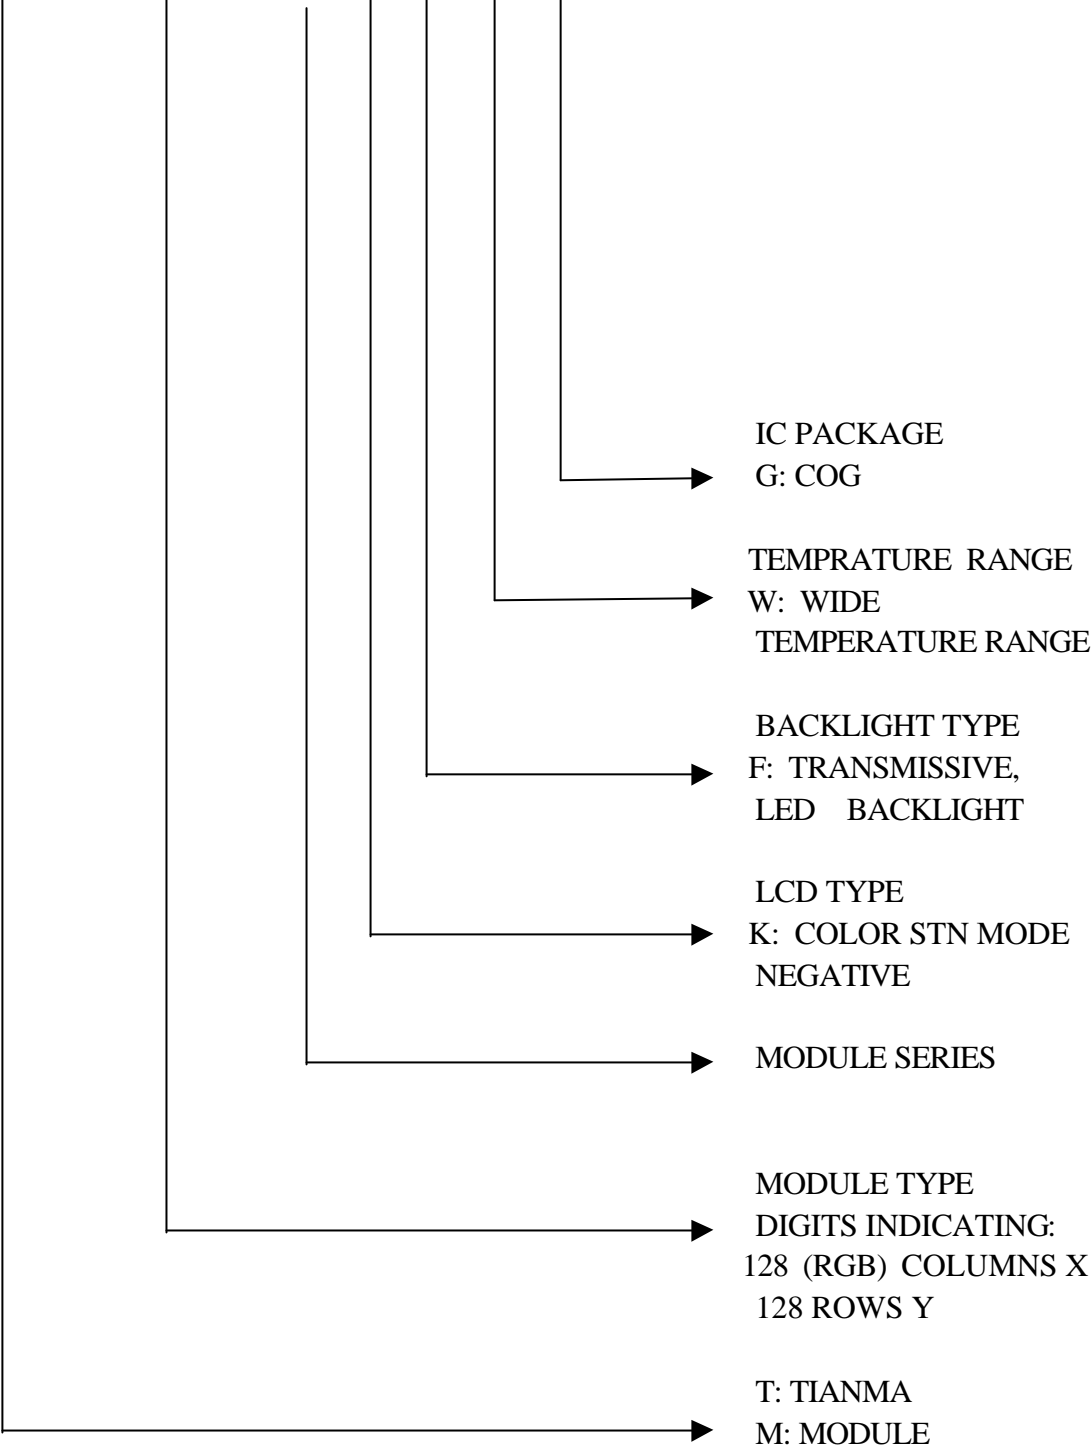 IC PACKAGE
G: COG
TEMPRATURE RANGE
W: WIDE
TEMPERATURE RANGE
BACKLIGHT TYPE
F: TRANSMISSIVE,
LED BACKLIGHT
LCD TYPE
K: COLOR STN MODE
NEGATIVE
MODULE SERIES
MODULE TYPE
DIGITS INDICATING:
128 (RGB) COLUMNS X
128 ROWS Y
T: TIANMA
M: MODULE